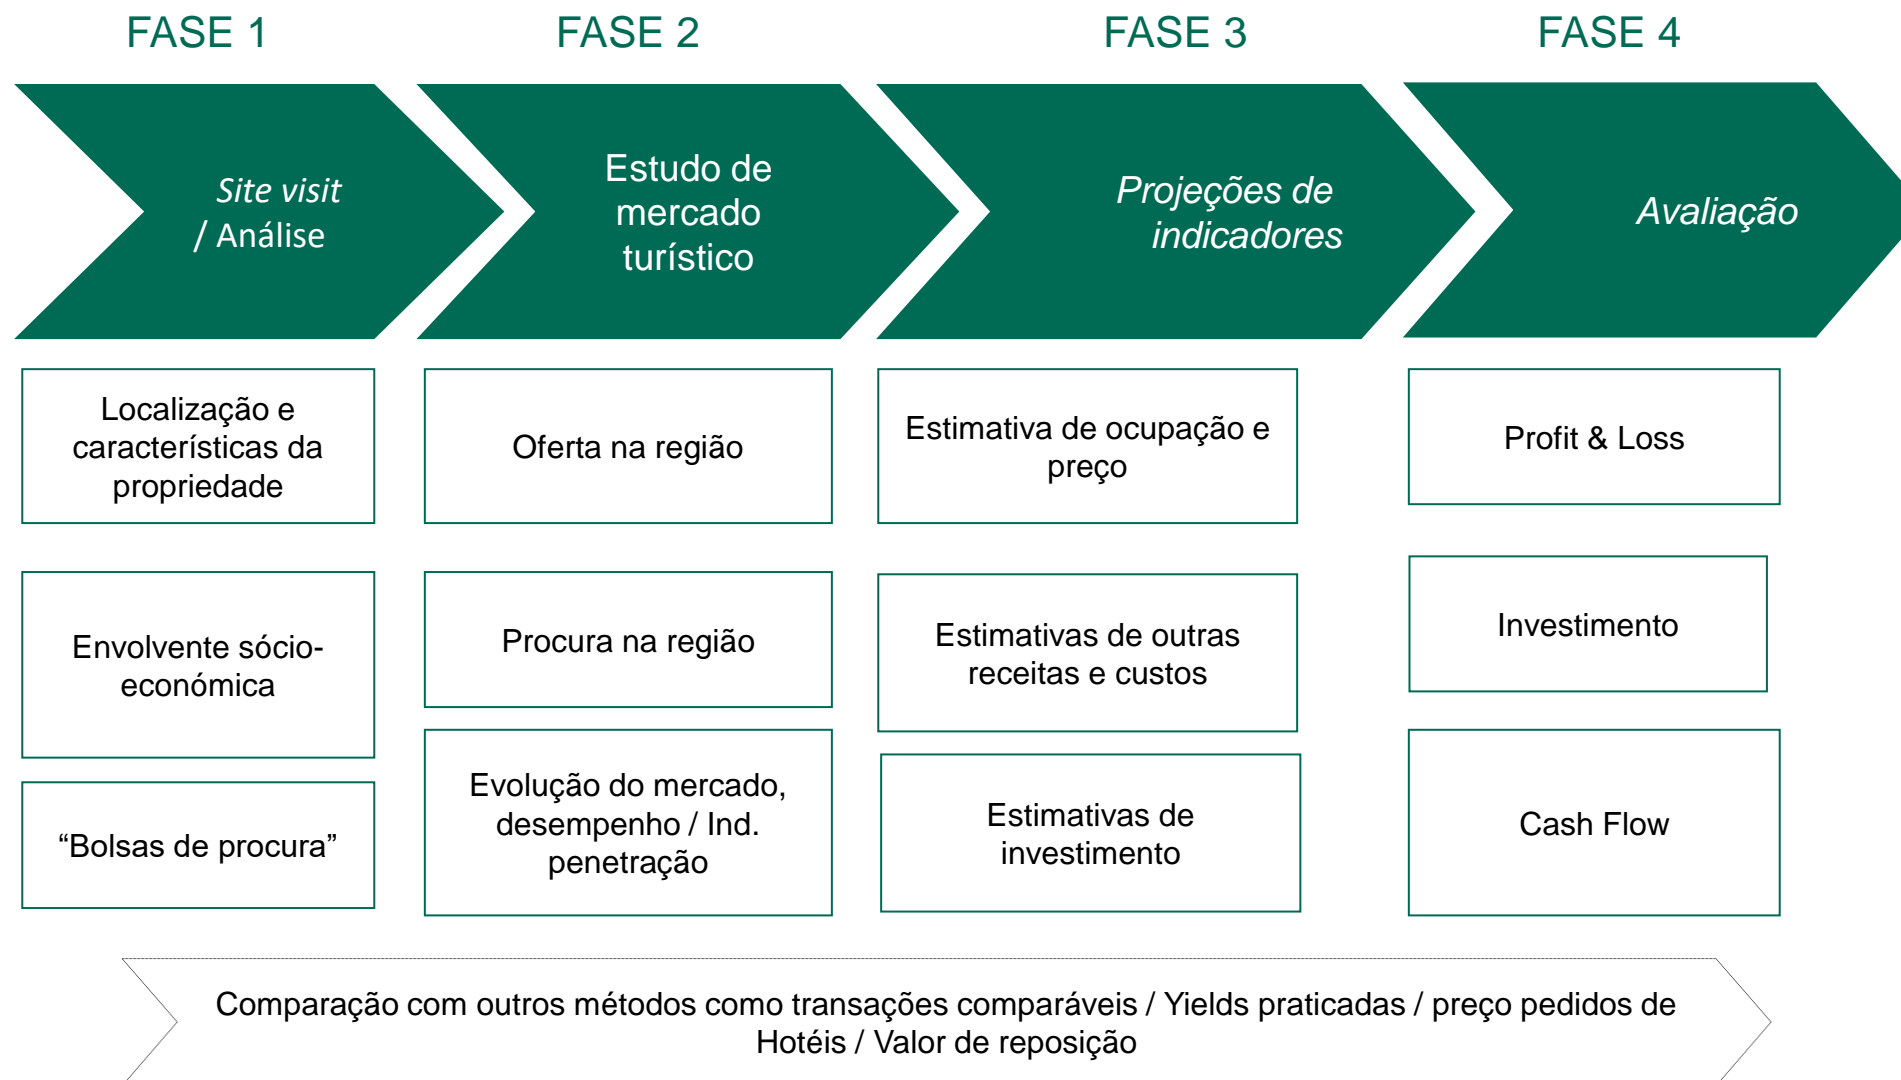 FASE 1
FASE 2
FASE 3
FASE 4
Site visit
/ Análise
Estudo de
mercado
turístico
Projeções de
indicadores
Avaliação
Localização e
características da
propriedade
Oferta na região
Estimativa de ocupação e
preço
Profit & Loss
Envolvente sócio-
económica
Procura na região
Estimativas de outras
receitas e custos
Investimento
“Bolsas de procura”
Evolução do mercado,
desempenho / Ind.
penetração
Estimativas de
investimento
Cash Flow
Comparação com outros métodos como transações comparáveis / Yields praticadas / preço pedidos de
Hotéis / Valor de reposição